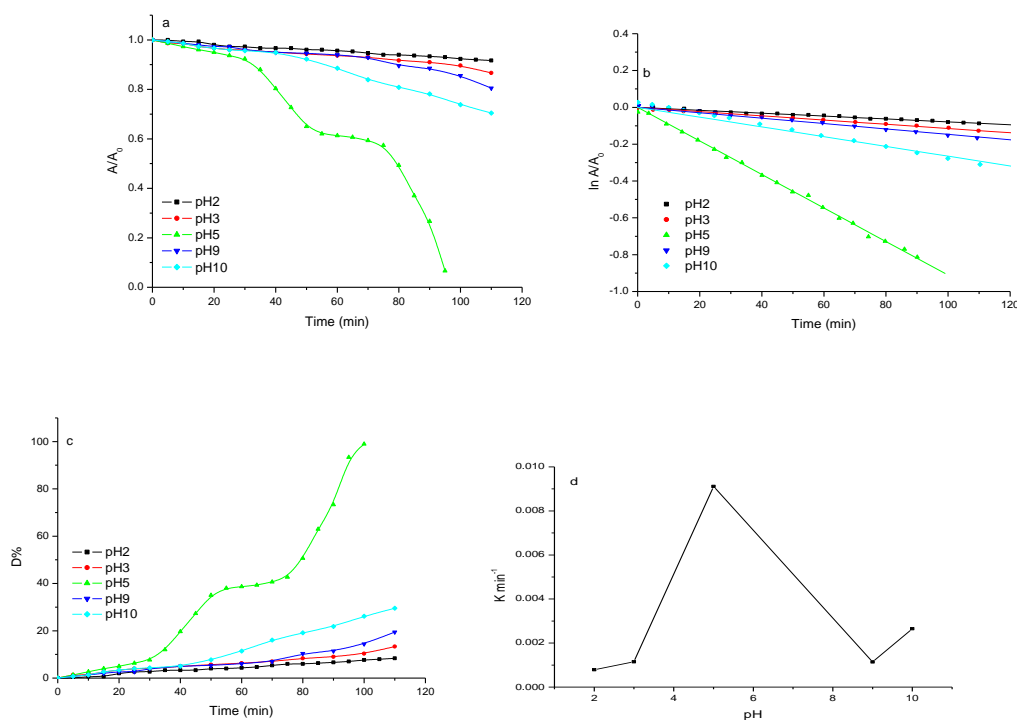 a
A/A0
1.0
0.8
0.6
0.4
0.2
0.0
pH2
pH3
pH5
pH9
pH10
0 20 40 60 80 100 120
Time (min)
b
ln A/A0
0.4
0.2
0.0
-0.2
-0.4
-0.6
-0.8
-1.0
pH2
pH3
pH5
pH9
pH10
0 20 40 60 80 100 120
Time (min)
c
D%
100
80
60
40
20
0
pH2
pH3
pH5
pH9
pH10
0 20 40 60 80 100 120
Time (min)
d
K min-1
0.010
0.008
0.006
0.004
0.002
0.000
2 4 6 8 10
pH